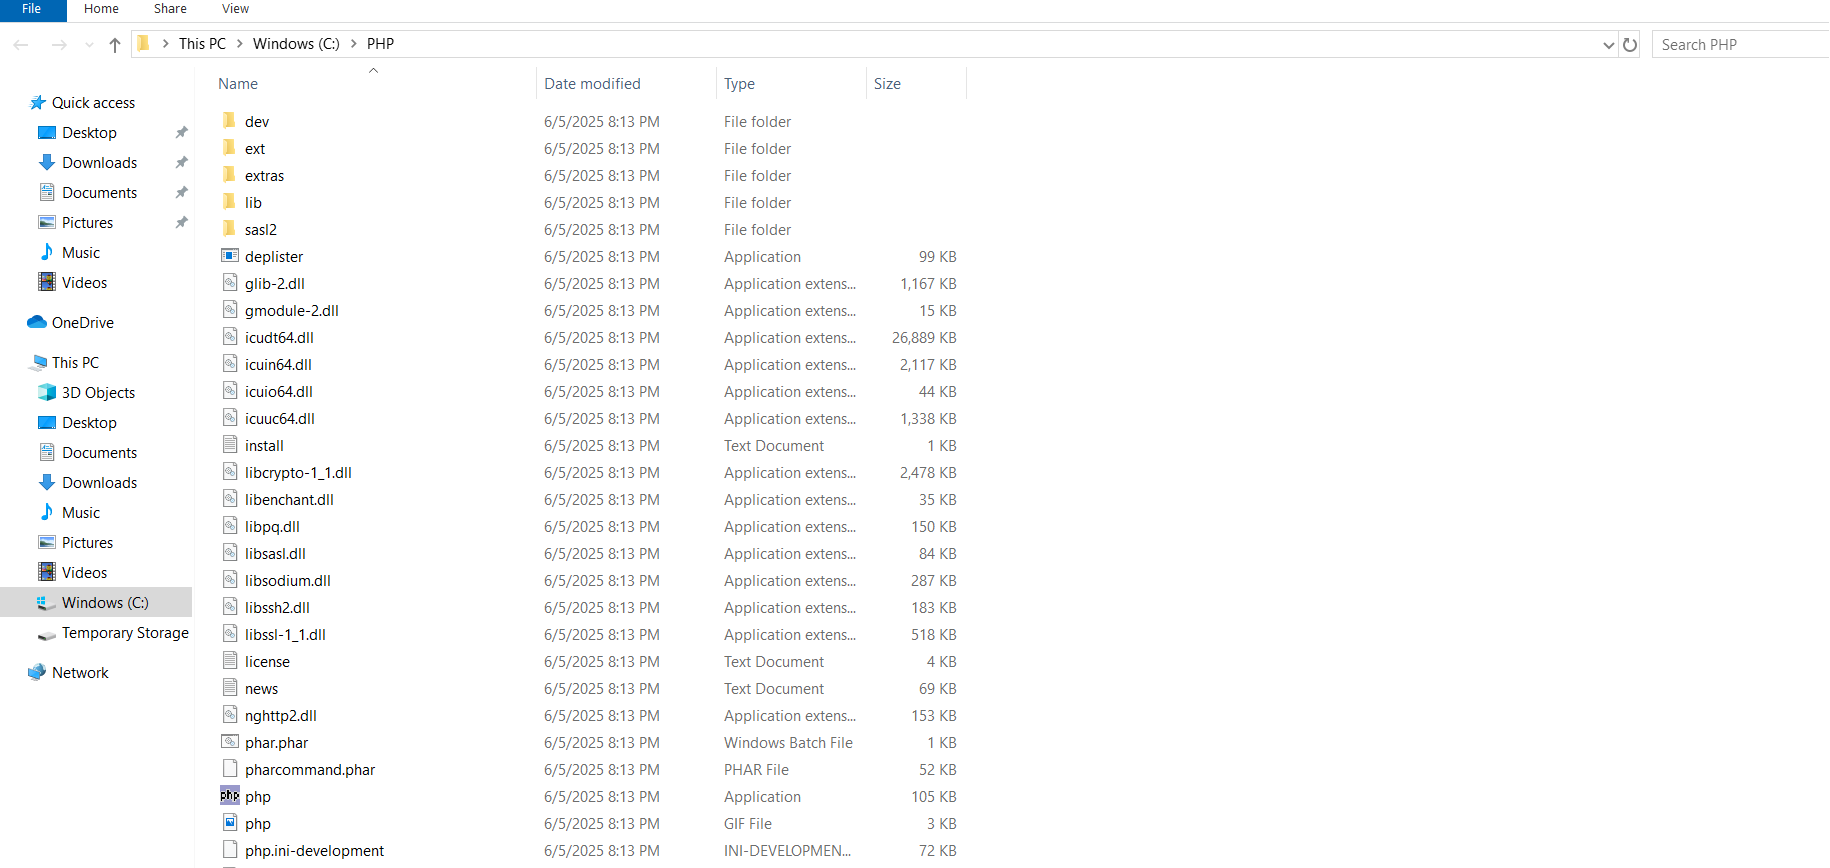 File Home Share View
This PC Windows (C:) PHP
Search PHP
Name Date modified Type Size
Quick access
Desktop
Downloads
Documents
Pictures
Music
Videos
OneDrive
This PC
3D Objects
Desktop
Documents
Downloads
Music
Pictures
Videos
Windows (C:)
Temporary Storage
Network
dev 6/5/2025 8:13 PM File folder
ext 6/5/2025 8:13 PM File folder
extras 6/5/2025 8:13 PM File folder
lib 6/5/2025 8:13 PM File folder
sasl2 6/5/2025 8:13 PM File folder
deplister 6/5/2025 8:13 PM Application 99 KB
glib-2.dll 6/5/2025 8:13 PM Application extens... 1,167 KB
gmodule-2.dll 6/5/2025 8:13 PM Application extens... 15 KB
icudt64.dll 6/5/2025 8:13 PM Application extens... 26,889 KB
icuin64.dll 6/5/2025 8:13 PM Application extens... 2,117 KB
icuio64.dll 6/5/2025 8:13 PM Application extens... 44 KB
icuuc64.dll 6/5/2025 8:13 PM Application extens... 1,338 KB
install 6/5/2025 8:13 PM Text Document 1 KB
libcrypto-1_1.dll 6/5/2025 8:13 PM Application extens... 2,478 KB
libenchant.dll 6/5/2025 8:13 PM Application extens... 35 KB
libpq.dll 6/5/2025 8:13 PM Application extens... 150 KB
libsasl.dll 6/5/2025 8:13 PM Application extens... 84 KB
libsodium.dll 6/5/2025 8:13 PM Application extens... 287 KB
libssh2.dll 6/5/2025 8:13 PM Application extens... 183 KB
libssl-1_1.dll 6/5/2025 8:13 PM Application extens... 518 KB
license 6/5/2025 8:13 PM Text Document 4 KB
news 6/5/2025 8:13 PM Text Document 69 KB
nghttp2.dll 6/5/2025 8:13 PM Application extens... 153 KB
phar.phar 6/5/2025 8:13 PM Windows Batch File 1 KB
pharcommand.phar 6/5/2025 8:13 PM PHAR File 52 KB
php php 6/5/2025 8:13 PM Application 105 KB
php 6/5/2025 8:13 PM GIF File 3 KB
php.ini-development 6/5/2025 8:13 PM INI-DEVELOPMEN... 72 KB